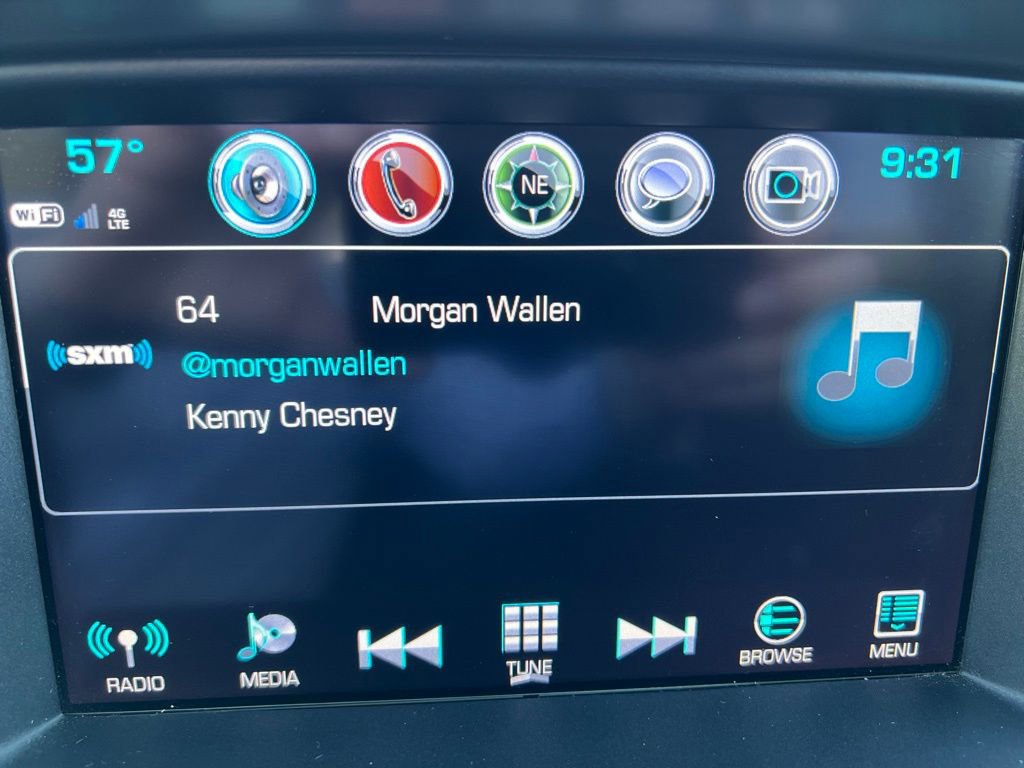 57°
9:31
NE
WiFi
4G
LTE
64 Morgan Wallen
sxm
@morganwallen
Kenny Chesney
RADIO
MEDIA
TUNE
BROWSE
MENU